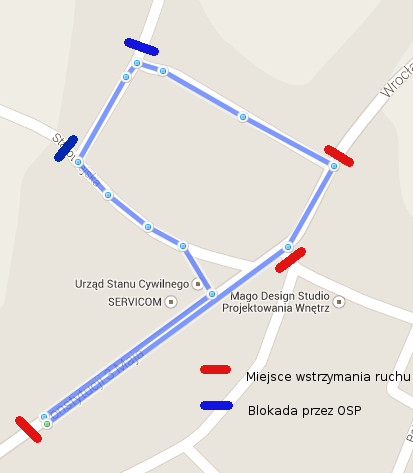 Wrocła
Urząd Stanu Cywilnego
SERVICOM
Mago Design Studio
Projektowania Wnętrz
Miejsce wstrzymania ruchu
Blokada przez OSP